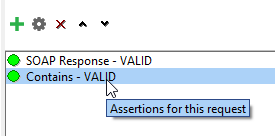 SOAP Response - VALID
Contains - VALID
Assertions for this request